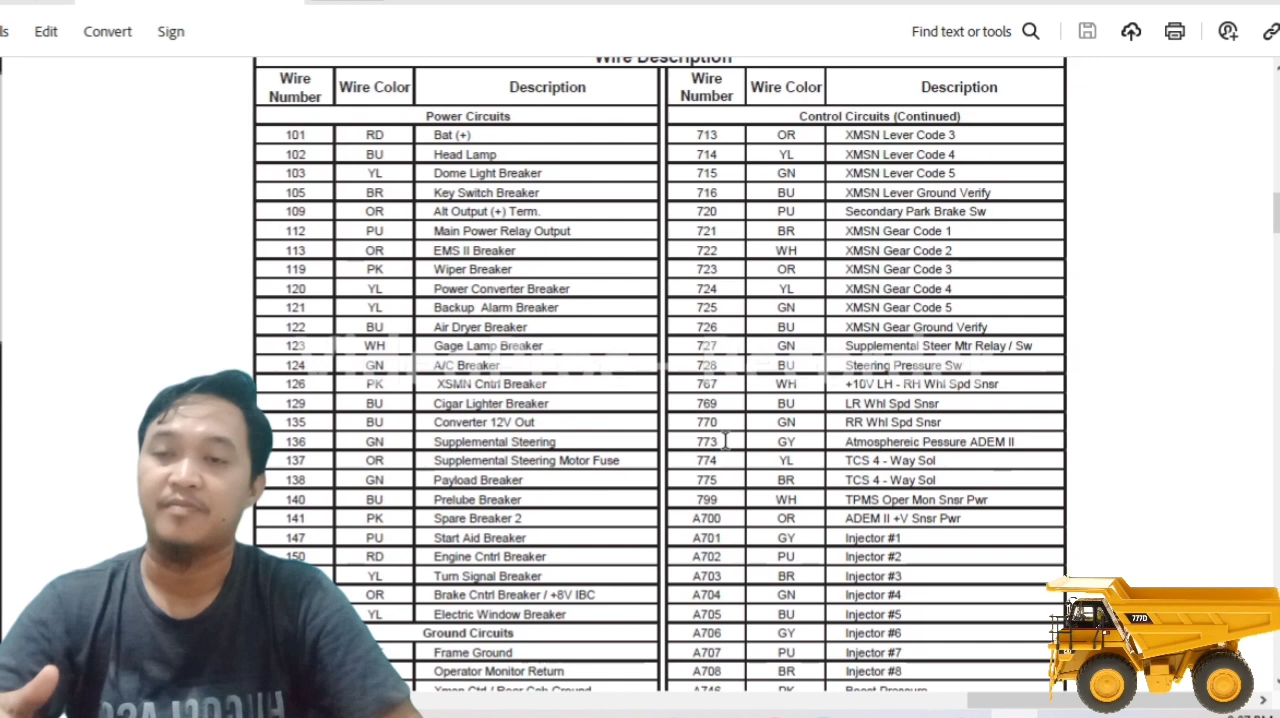 ls Edit Convert Sign Find text or tools
Wire Description
Wire Number Wire Color Description Wire Number Wire Color Description
Power Circuits Control Circuits (Continued)
101 RD Bat (+) 713 OR XMSN Lever Code 3
102 BU Head Lamp 714 YL XMSN Lever Code 4
103 YL Dome Light Breaker 715 GN XMSN Lever Code 5
105 BR Key Switch Breaker 716 BU XMSN Lever Ground Verify
109 OR Alt Output (+) Term. 720 PU Secondary Park Brake Sw
112 PU Main Power Relay Output 721 BR XMSN Gear Code 1
113 OR EMS II Breaker 722 WH XMSN Gear Code 2
119 PK Wiper Breaker 723 OR XMSN Gear Code 3
120 YL Power Converter Breaker 724 YL XMSN Gear Code 4
121 YL Backup Alarm Breaker 725 GN XMSN Gear Code 5
122 BU Air Dryer Breaker 726 BU XMSN Gear Ground Verify
123 WH Gage Lamp Breaker 727 GN Supplemental Steer Mtr Relay / Sw
124 GN A/C Breaker 728 BU Steering Pressure Sw
126 PK XSMN Cntrl Breaker 767 WH +10V LH - RH Whl Spd Snsr
129 BU Cigar Lighter Breaker 769 BU LR Whl Spd Snsr
135 BU Converter 12V Out 770 GN RR Whl Spd Snsr
136 GN Supplemental Steering 773 GY Atmosphereic Pessure ADEM II
137 OR Supplemental Steering Motor Fuse 774 YL TCS 4 - Way Sol
138 GN Payload Breaker 775 BR TCS 4 - Way Sol
140 BU Prelube Breaker 799 WH TPMS Oper Mon Snsr Pwr
141 PK Spare Breaker 2 A700 OR ADEM II +V Snsr Pwr
147 PU Start Aid Breaker A701 GY Injector #1
150 RD Engine Cntrl Breaker A702 PU Injector #2
YL Turn Signal Breaker A703 BR Injector #3
OR Brake Cntrl Breaker / +8V IBC A704 GN Injector #4
YL Electric Window Breaker A705 BU Injector #5
Ground Circuits A706 GY Injector #6
Frame Ground A707 PU Injector #7
Operator Monitor Return A708 BR Injector #8
777D